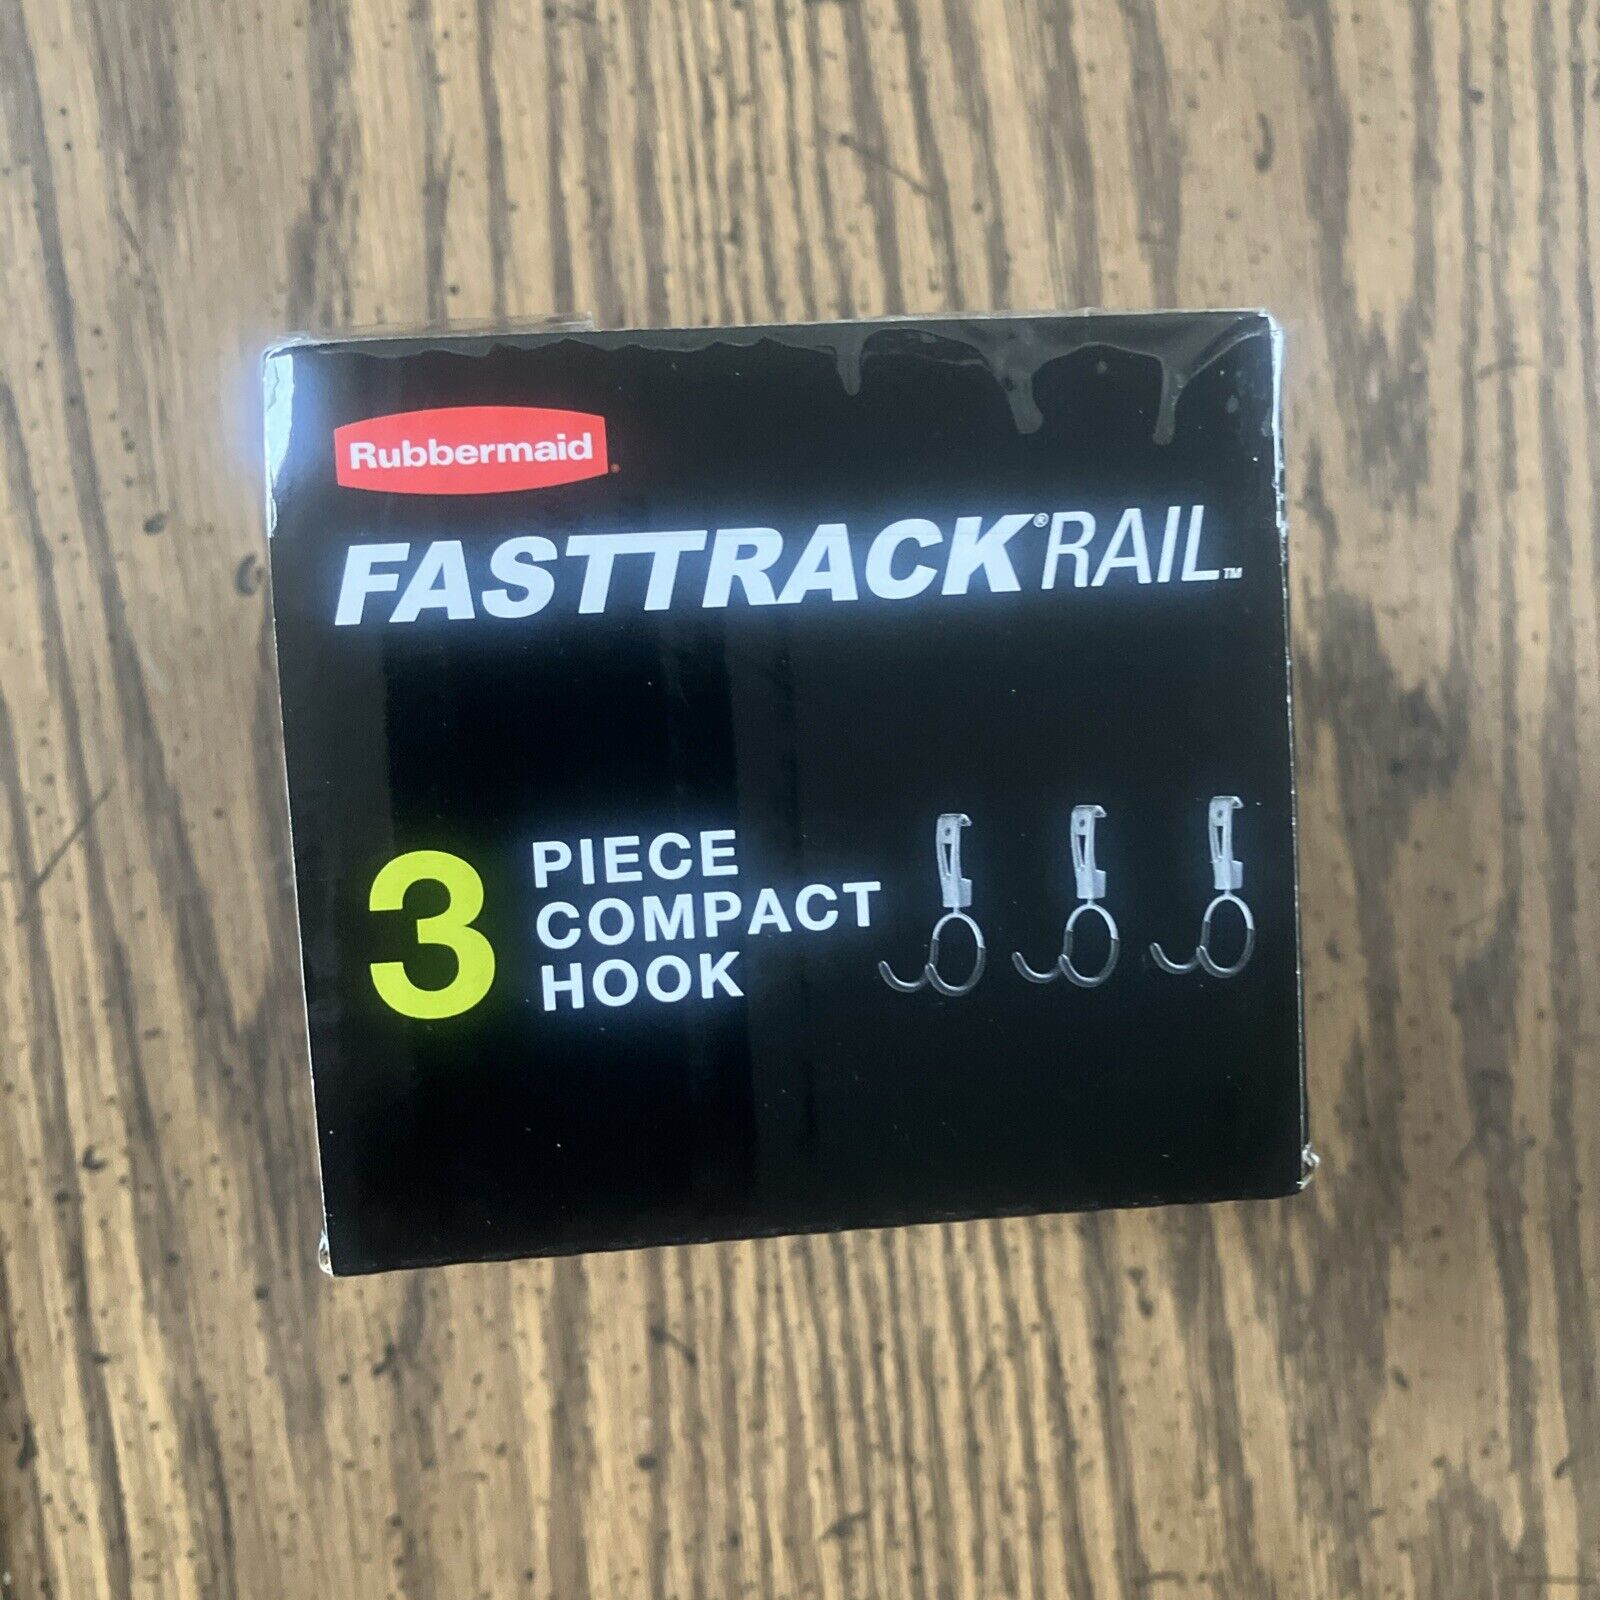 Rubbermaid
FASTTRACK® RAIL™
3
PIECE
COMPACT
HOOK